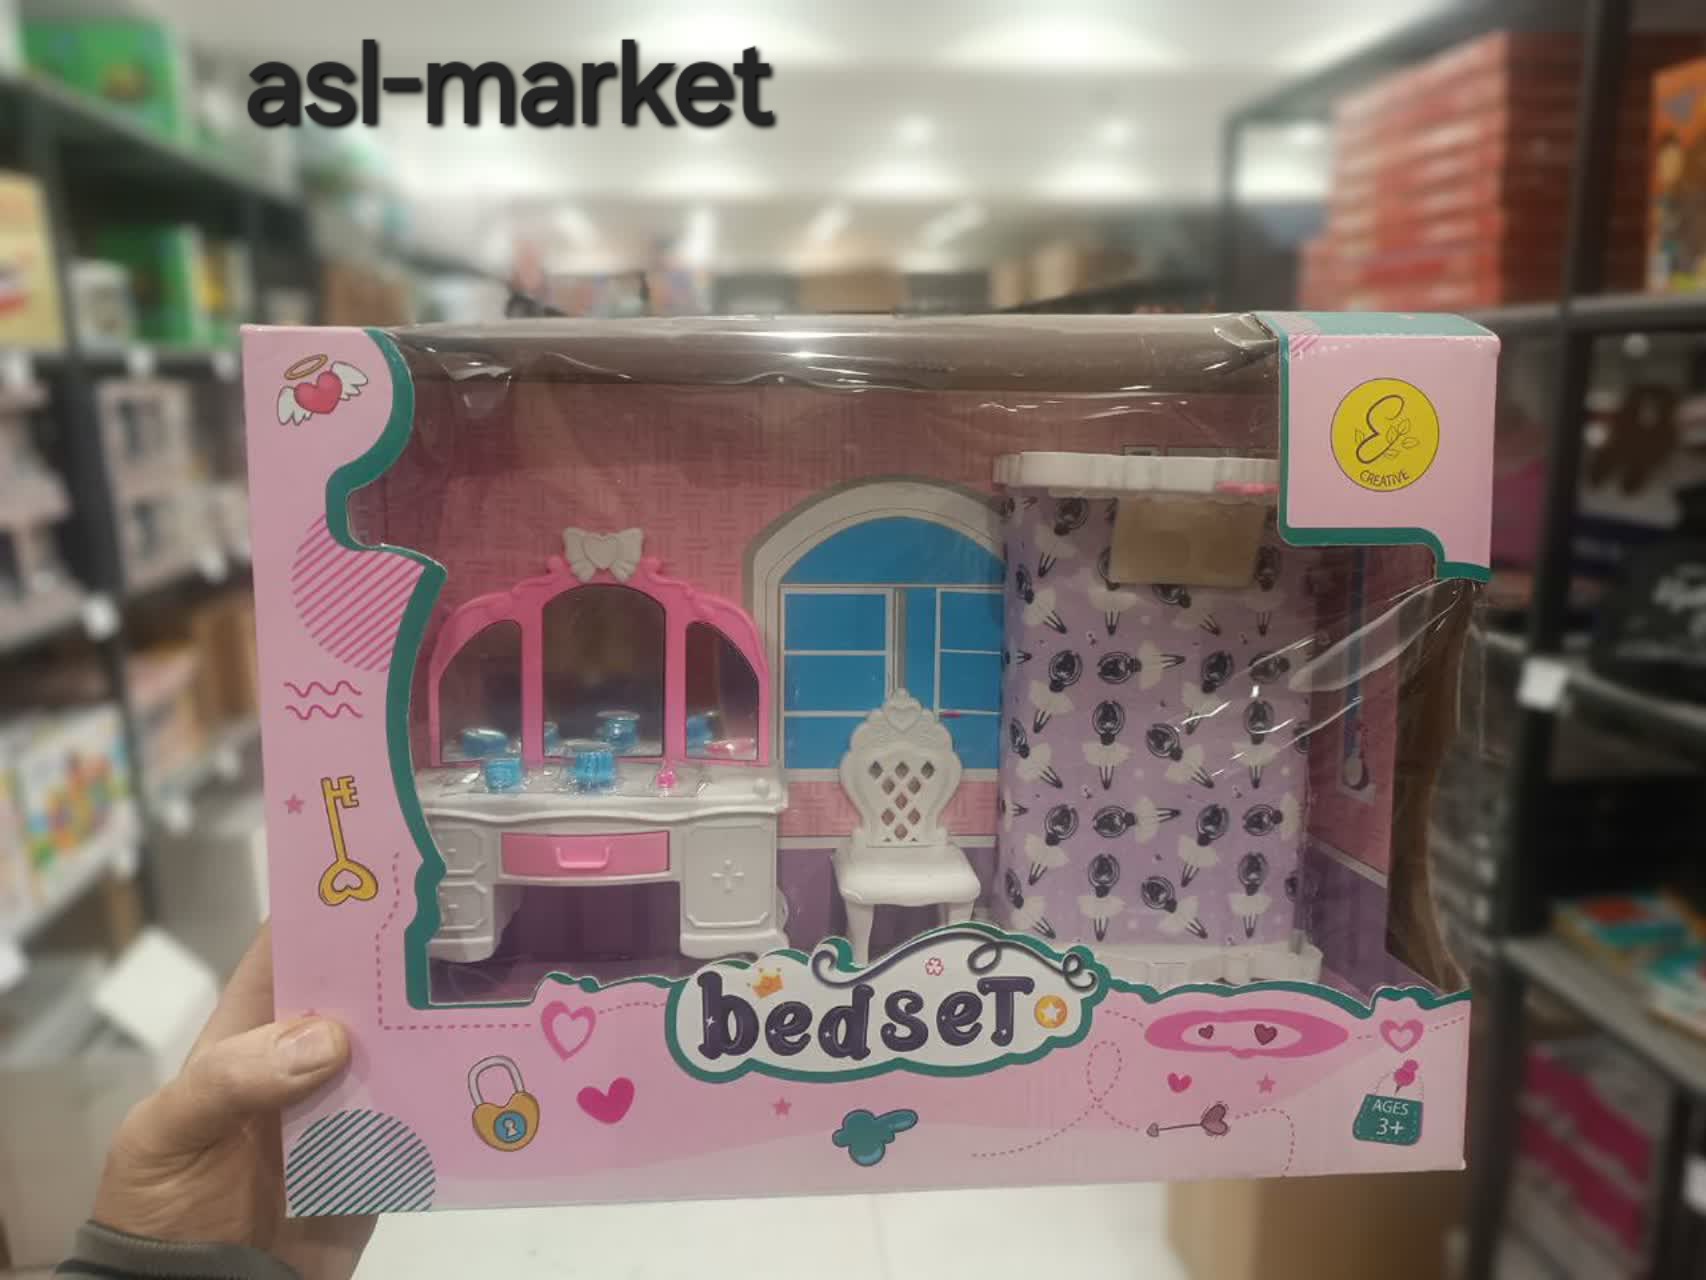 asl-market
CREATIVE
bedseT
AGES
3+